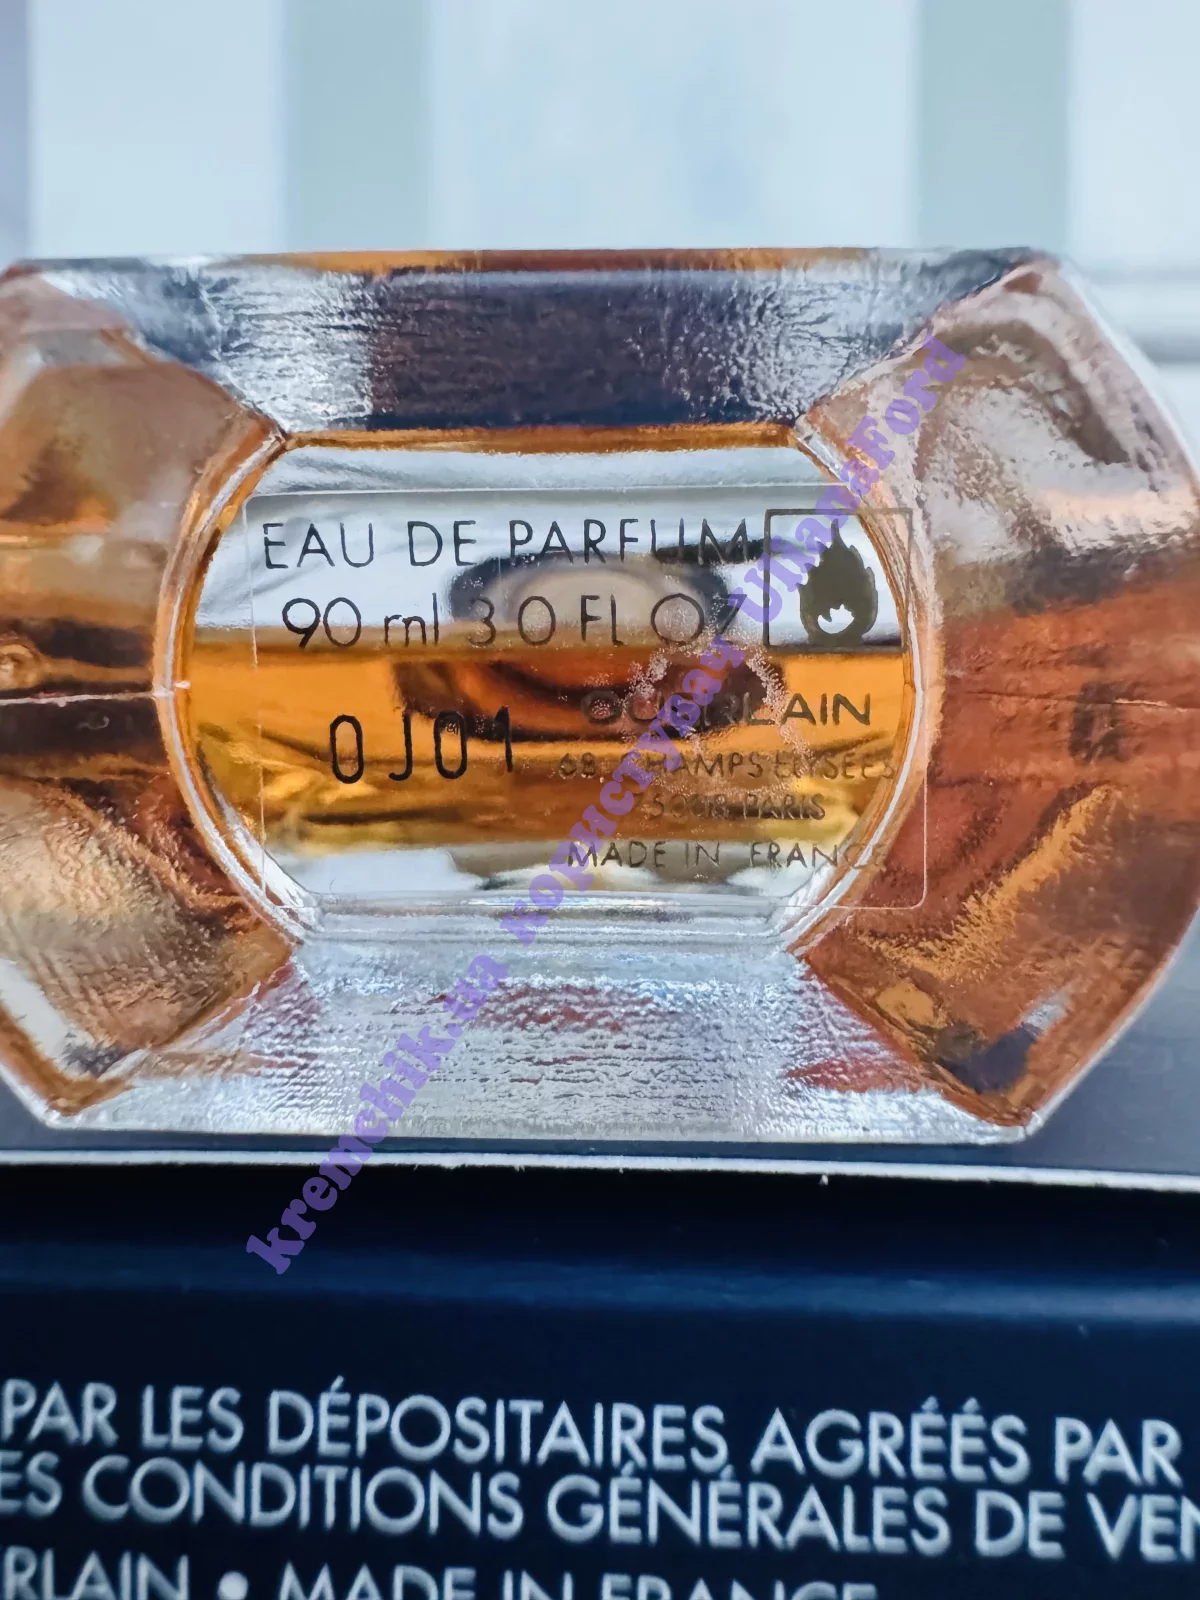 EAU DE PARFUM
90 ml 3.0 FL OZ
0J01
GUERLAIN
68, CHAMPS ELYSEES
PARIS
MADE IN FRANCE
kremchik.ua користувач UlianaFord
PAR LES DÉPOSITAIRES AGRÉÉS PAR
ES CONDITIONS GÉNÉRALES DE VEN
RLAIN • MADE IN FRANCE